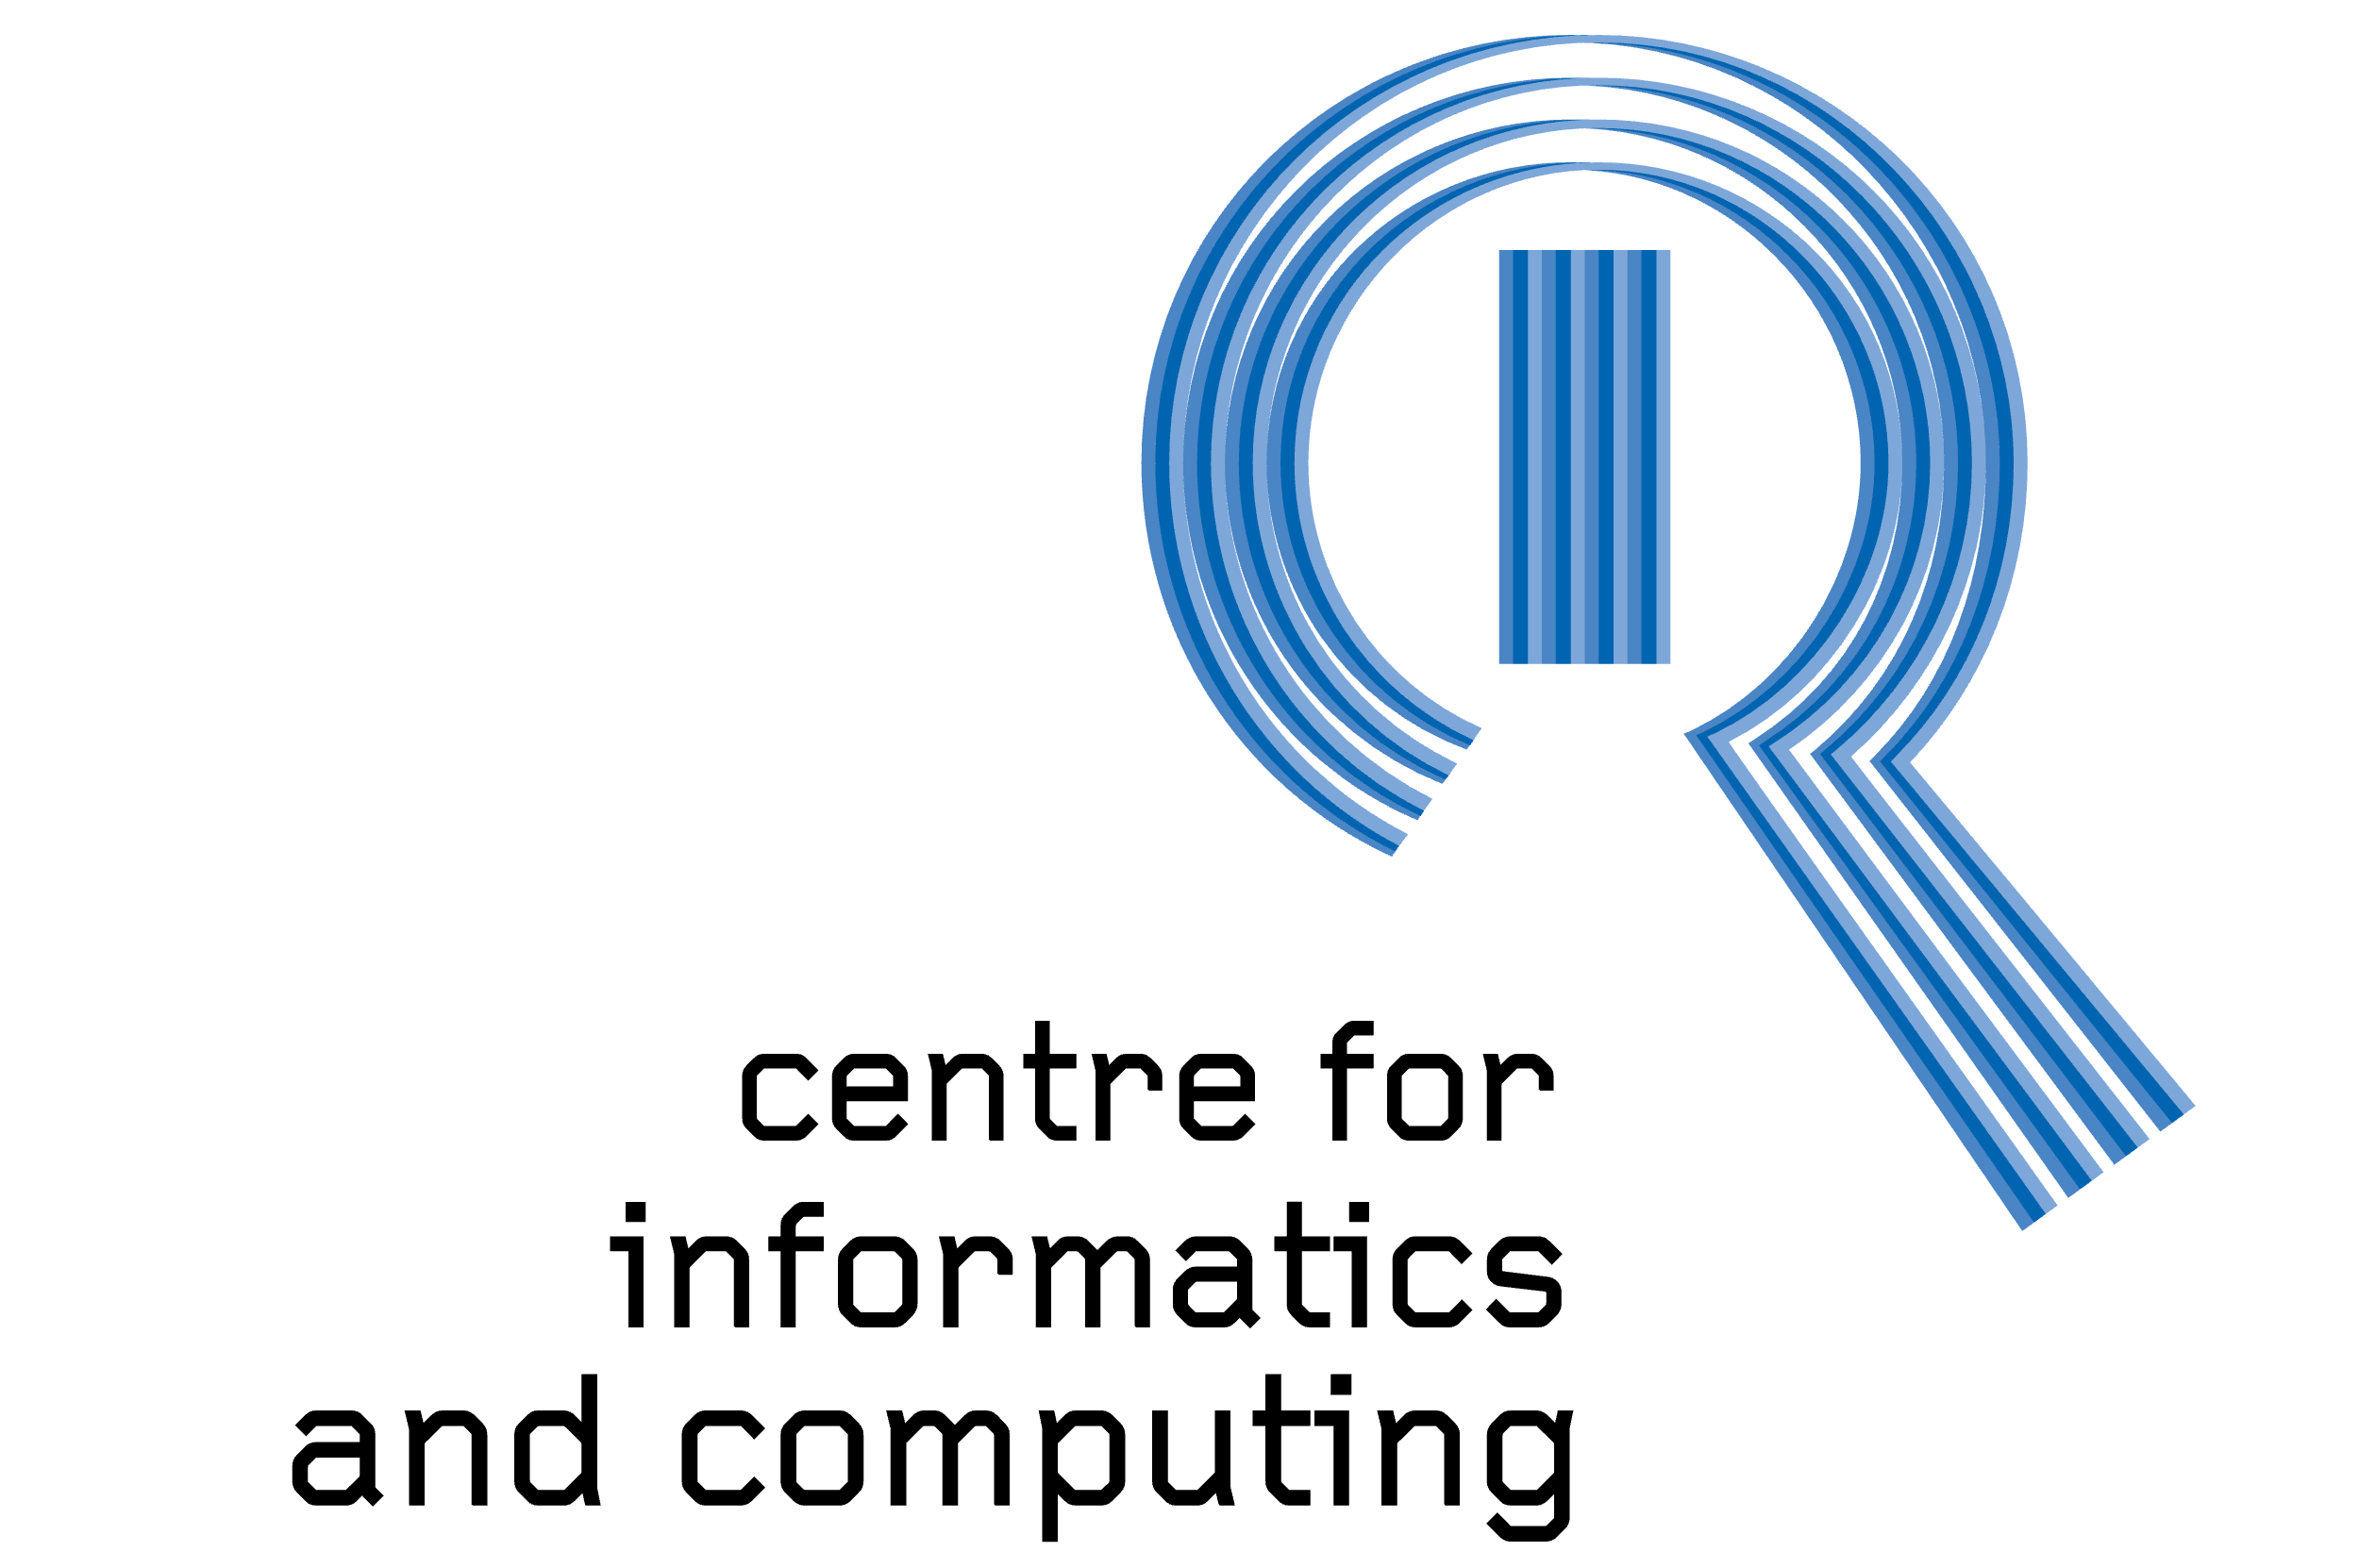 centre for
informatics
and computing